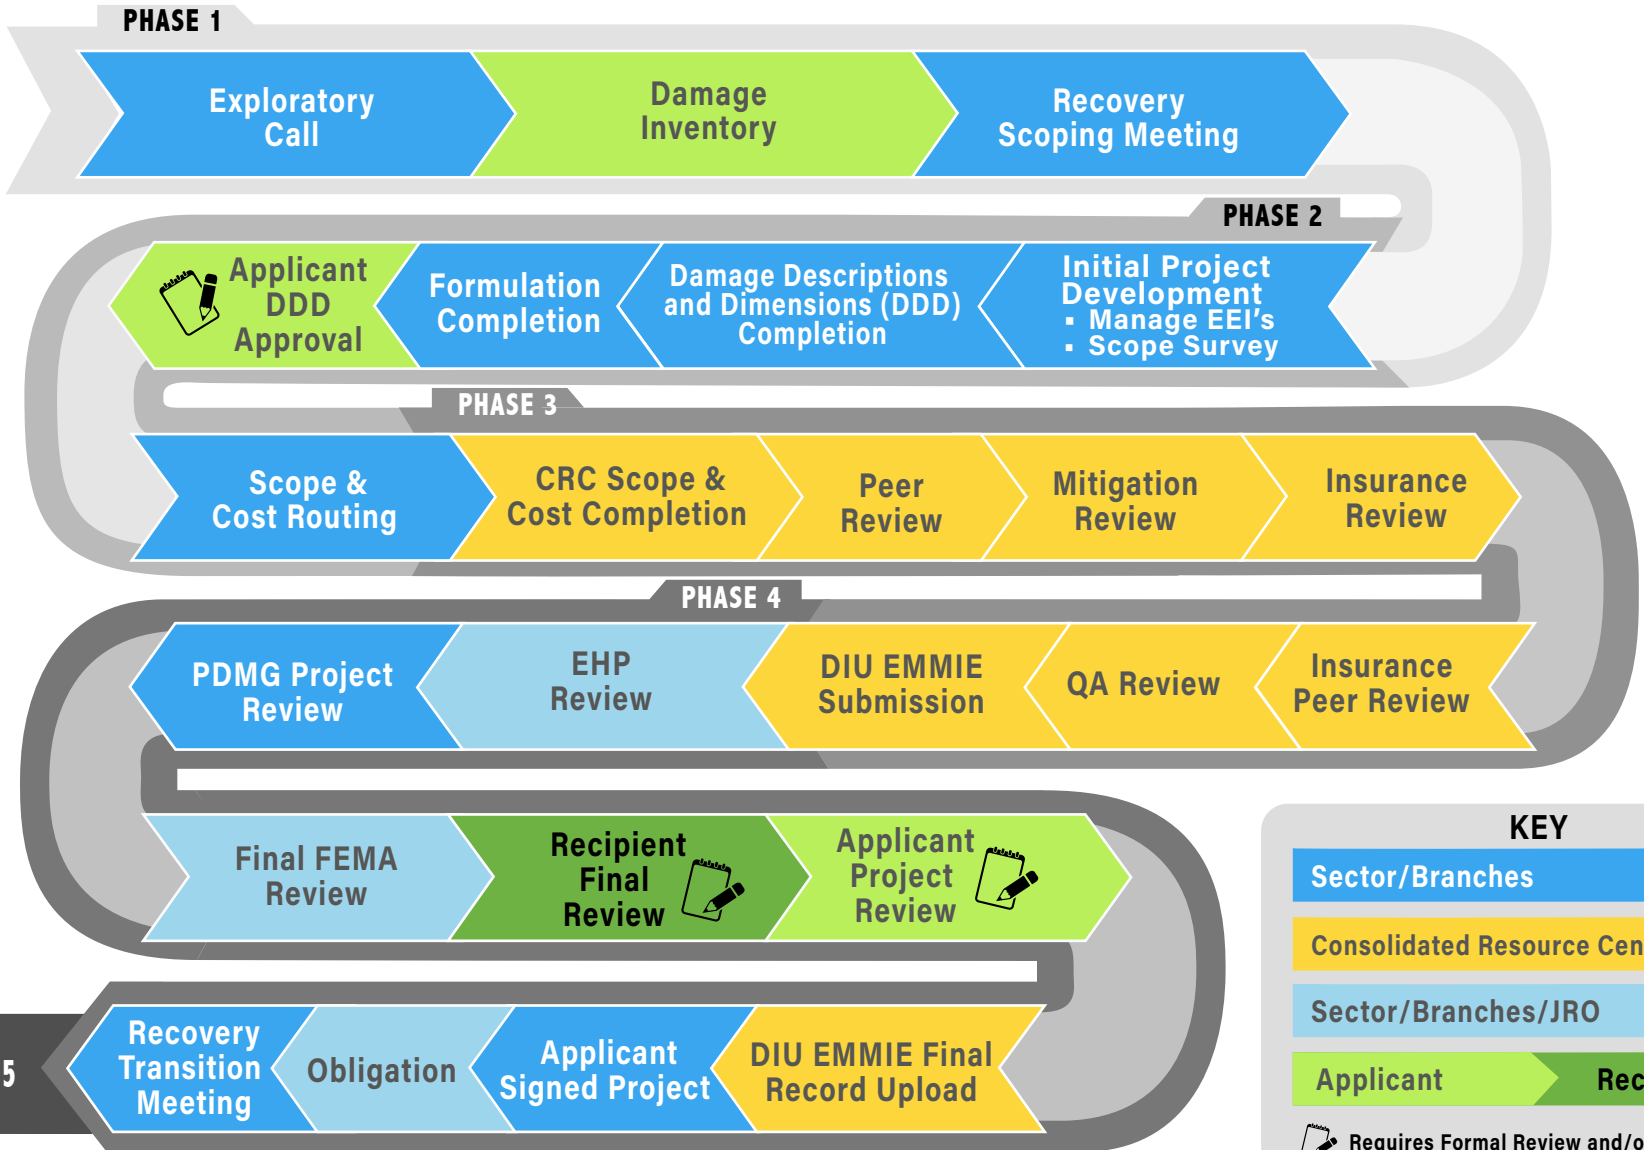 PHASE 1
Exploratory
Call
Damage
Inventory
Recovery
Scoping Meeting
PHASE 2
Initial Project
Development
▪ Manage EEI's
▪ Scope Survey
Damage Descriptions
and Dimensions (DDD)
Completion
Formulation
Completion
Applicant
DDD
Approval
PHASE 3
Scope &
Cost Routing
CRC Scope &
Cost Completion
Peer
Review
Mitigation
Review
Insurance
Review
PHASE 4
Insurance
Peer Review
QA Review
DIU EMMIE
Submission
EHP
Review
PDMG Project
Review
Final FEMA
Review
Recipient
Final
Review
Applicant
Project
Review
DIU EMMIE Final
Record Upload
Applicant
Signed Project
Obligation
Recovery
Transition
Meeting
5
KEY
Sector/Branches
Consolidated Resource Cen
Sector/Branches/JRO
Applicant
Rec
Requires Formal Review and/o